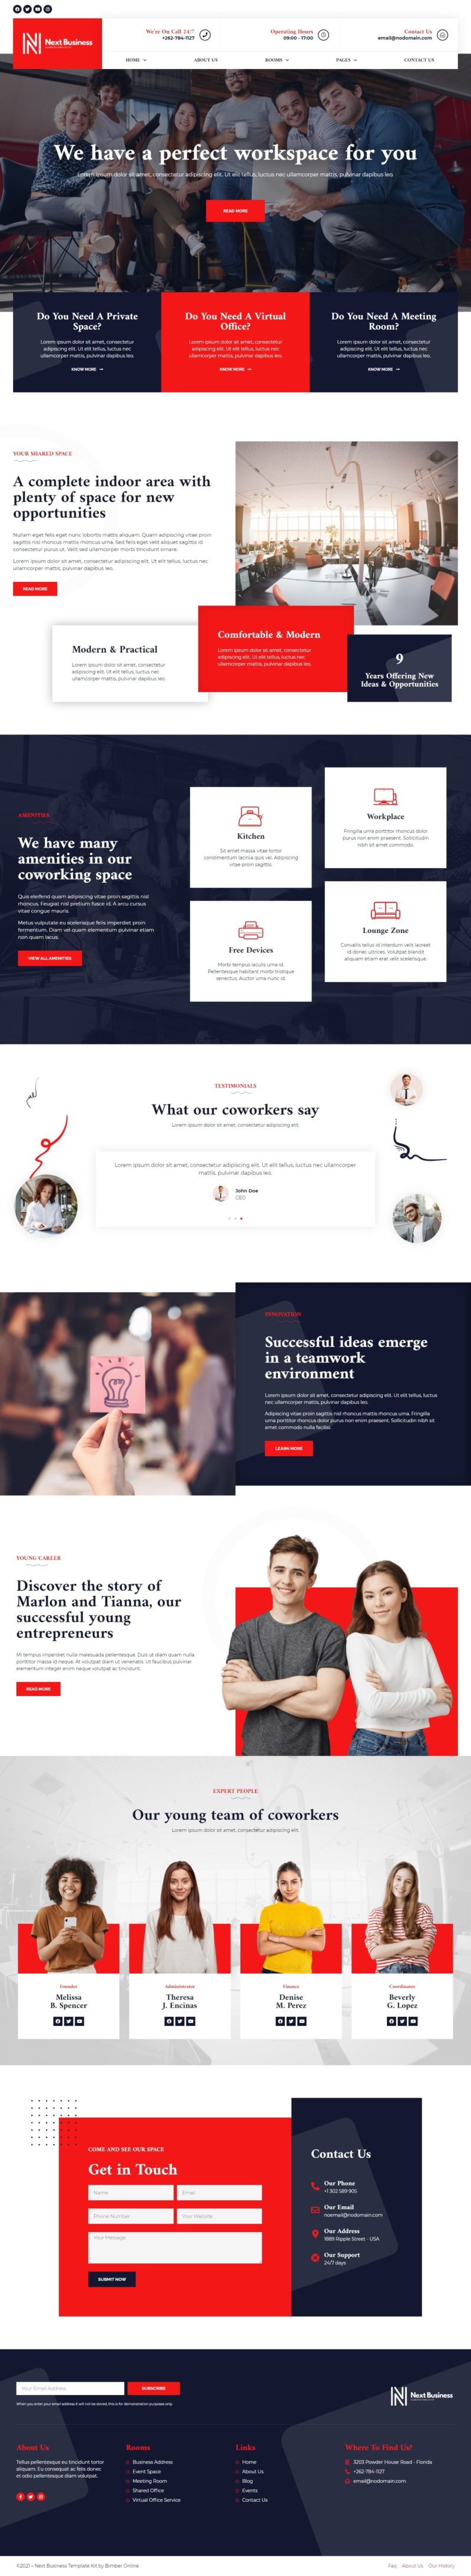 Next Business
We're On Call 24/7
+262-784-1127
Operating Hours
09:00 - 17:00
Contact Us
email@nodomain.com
HOME
ABOUT US
ROOMS
PAGES
CONTACT US
We have a perfect workspace for you
Lorem ipsum dolor sit amet, consectetur adipiscing elit. Ut elit tellus, luctus nec ullamcorper mattis, pulvinar dapibus leo.
READ MORE
Do You Need A Private
Space?
Lorem ipsum dolor sit amet, consectetur
adipiscing elit. Ut elit tellus, luctus nec
ullamcorper mattis, pulvinar dapibus leo.
KNOW MORE
Do You Need A Virtual
Office?
Lorem ipsum dolor sit amet, consectetur
adipiscing elit. Ut elit tellus, luctus nec
ullamcorper mattis, pulvinar dapibus leo.
KNOW MORE
Do You Need A Meeting
Room?
Lorem ipsum dolor sit amet, consectetur
adipiscing elit. Ut elit tellus, luctus nec
ullamcorper mattis, pulvinar dapibus leo.
KNOW MORE
YOUR SHARED SPACE
A complete indoor area with
plenty of space for new
opportunities
Nullam eget felis eget nunc lobortis mattis aliquam. Quam adipiscing vitae proin
sagittis nisl rhoncus mattis rhoncus urna. Sed felis eget velit aliquet sagittis id
consectetur purus ut. Velit sed ullamcorper morbi tincidunt ornare.
Lorem ipsum dolor sit amet, consectetur adipiscing elit. Ut elit tellus, luctus nec
ullamcorper mattis, pulvinar dapibus leo.
READ MORE
Modern & Practical
Lorem ipsum dolor sit amet, consectetur
adipiscing elit. Ut elit tellus, luctus nec
ullamcorper mattis, pulvinar dapibus leo.
Comfortable & Modern
Lorem ipsum dolor sit amet, consectetur
adipiscing elit. Ut elit tellus, luctus nec
ullamcorper mattis, pulvinar dapibus leo.
9
Years Offering New
Ideas & Opportunities
AMENITIES
We have many
amenities in our
coworking space
Quis eleifend quam adipiscing vitae proin sagittis nisl
rhoncus. Feugiat nisl pretium fusce id. A arcu cursus
vitae congue mauris.
Metus vulputate eu scelerisque felis imperdiet proin
fermentum. Diam vel quam elementum pulvinar etiam
non quam lacus.
VIEW ALL AMENITIES
Kitchen
Sit amet massa vitae tortor
condimentum lacinia quis vel. Adipiscing
vitae proin sagittis.
Workplace
Fringilla urna porttitor rhoncus dolor
purus non enim praesent. Sollicitudin
nibh sit amet commodo.
Free Devices
Morbi tempus iaculis urna id.
Pellentesque habitant morbi tristique
senectus. Auctor urna nunc id.
Lounge Zone
Convallis tellus id interdum velit laoreet
id donec ultrices. Volutpat blandit
aliquam etiam erat velit scelerisque.
TESTIMONIALS
What our coworkers say
Lorem ipsum dolor sit amet, consectetur adipiscing elit.
Lorem ipsum dolor sit amet, consectetur adipiscing elit. Ut elit tellus, luctus nec ullamcorper
mattis, pulvinar dapibus leo.
John Doe
CEO
INNOVATION
Successful ideas emerge
in a teamwork
environment
Lorem ipsum dolor sit amet, consectetur adipiscing elit. Ut elit tellus, luctus
nec ullamcorper mattis, pulvinar dapibus leo.
Adipiscing vitae proin sagittis nisl rhoncus mattis rhoncus urna. Fringilla
urna porttitor rhoncus dolor purus non enim praesent. Sollicitudin nibh sit
amet commodo nulla facilisi.
LEARN MORE
YOUNG CAREER
Discover the story of
Marlon and Tianna, our
successful young
entrepreneurs
Mi tempus imperdiet nulla malesuada pellentesque. Duis ut diam quam nulla
porttitor massa id neque. At volutpat diam ut venenatis. Ut faucibus pulvinar
elementum integer enim neque volutpat ac tincidunt.
READ MORE
EXPERT PEOPLE
Our young team of coworkers
Lorem ipsum dolor sit amet, consectetur adipiscing elit.
Founder
Melissa
B. Spencer
Administrator
Theresa
J. Encinas
Finance
Denise
M. Perez
Coordinator
Beverly
G. Lopez
COME AND SEE OUR SPACE
Get in Touch
Name
Email
Phone Number
Your Website
Your Message
SUBMIT NOW
Contact Us
Our Phone
+1 302 589 905
Our Email
noemail@nodomain.com
Our Address
1889 Ripple Street - USA
Our Support
24/7 days
Your Email Address
SUBSCRIBE
When you enter your email address it will not be stored, this is for demonstration purposes only.
Next Business
About Us
Tellus pellentesque eu tincidunt tortor
aliquam. Eu consequat ac felis donec
et odio pellentesque diam volutpat.
Rooms
Business Address
Event Space
Meeting Room
Shared Office
Virtual Office Service
Links
Home
About Us
Blog
Events
Contact Us
Where To Find Us?
3203 Powder House Road - Florida
+262-784-1127
email@nodomain.com
©2021 – Next Business Template Kit by Bimber Online
Faq
About Us
Our History